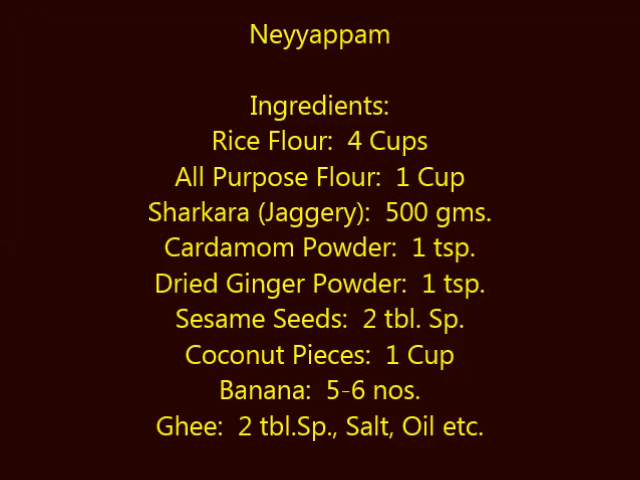 Neyyappam
Ingredients:
Rice Flour: 4 Cups
All Purpose Flour: 1 Cup
Sharkara (Jaggery): 500 gms.
Cardamom Powder: 1 tsp.
Dried Ginger Powder: 1 tsp.
Sesame Seeds: 2 tbl. Sp.
Coconut Pieces: 1 Cup
Banana: 5-6 nos.
Ghee: 2 tbl.Sp., Salt, Oil etc.